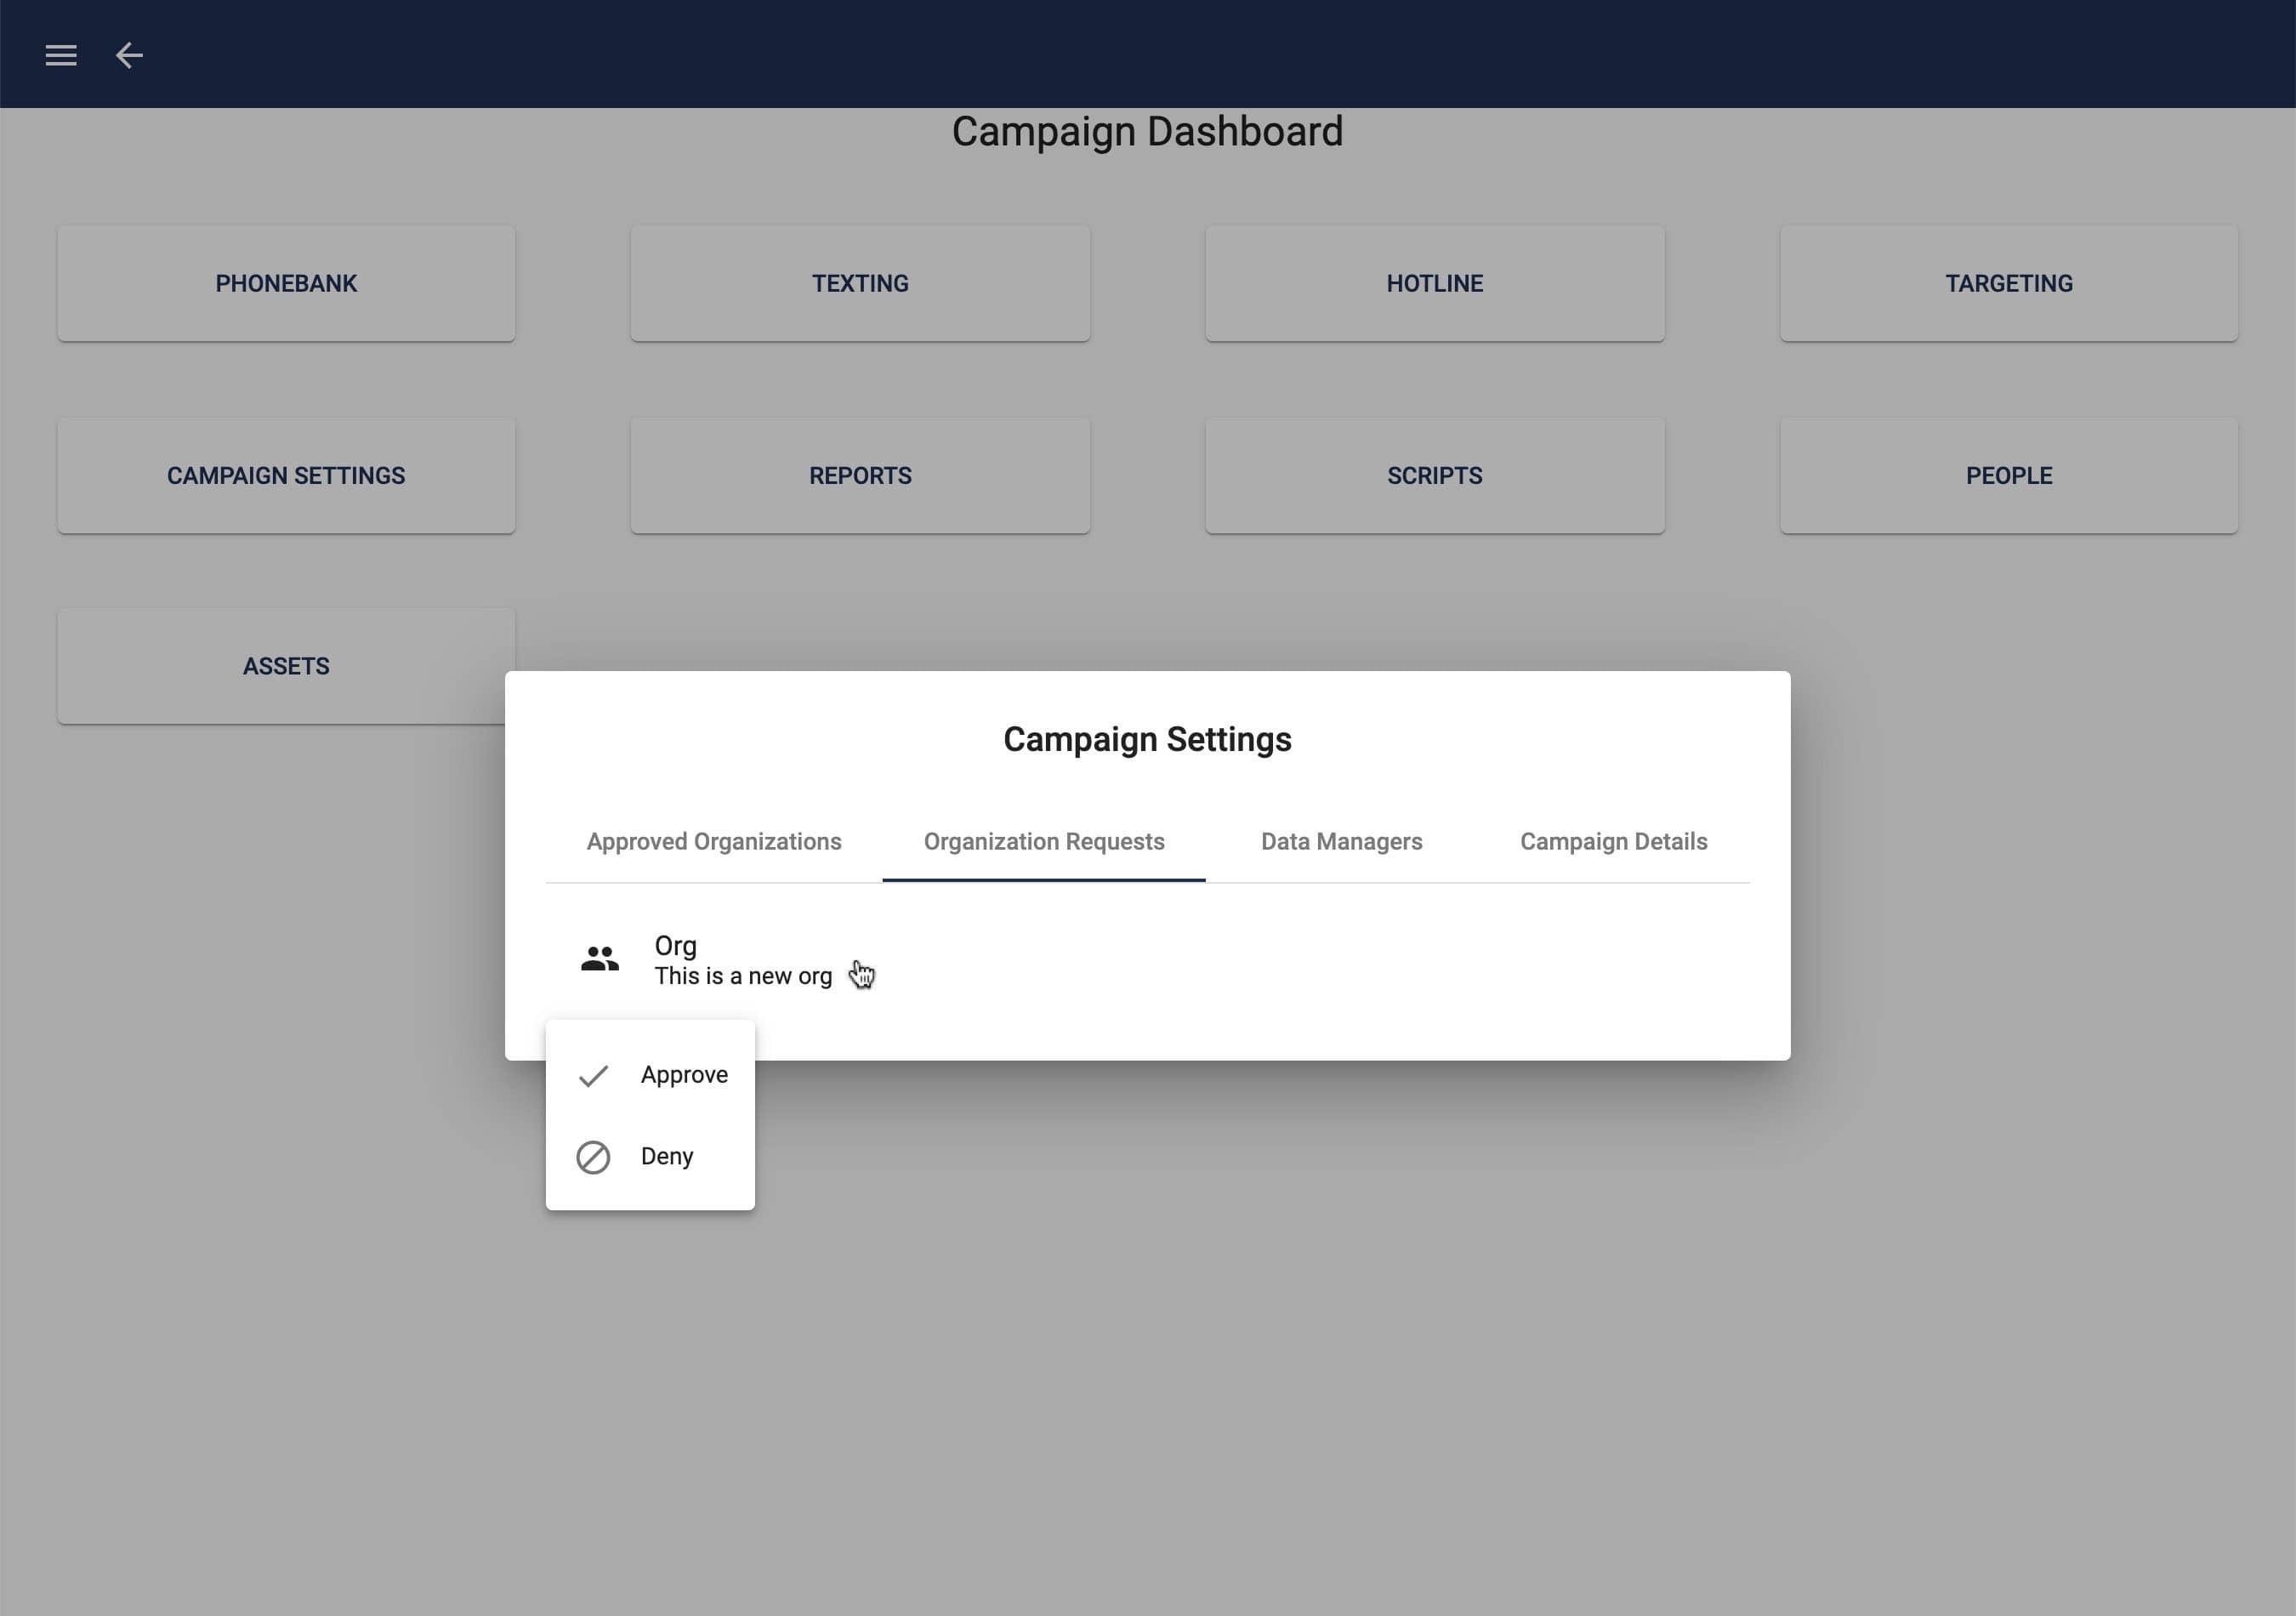 Campaign Dashboard
PHONEBANK
TEXTING
HOTLINE
TARGETING
CAMPAIGN SETTINGS
REPORTS
SCRIPTS
PEOPLE
ASSETS
Campaign Settings
Approved Organizations
Organization Requests
Data Managers
Campaign Details
Org
This is a new org
Approve
Deny